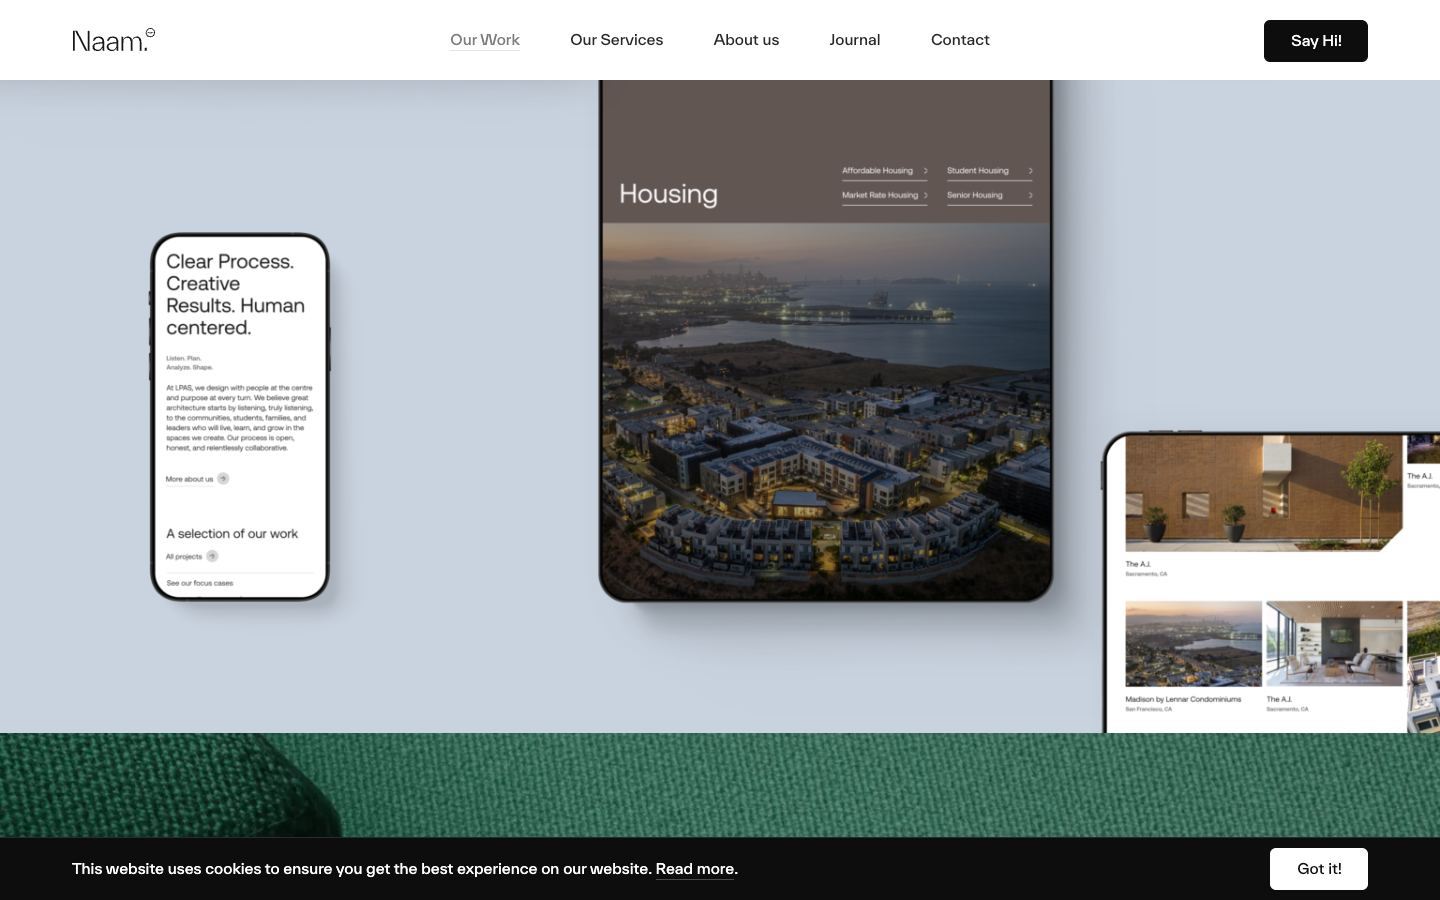 Naam.
Our Work
Our Services
About us
Journal
Contact
Say Hi!
Housing
Affordable Housing
Student Housing
Market Rate Housing
Senior Housing
Clear Process.
Creative
Results. Human
centered.
Listen. Plan.
Analyze. Shape.
At LPAS, we design with people at the centre
and purpose at every turn. We believe great
architecture starts by listening, truly listening,
to the communities, students, families, and
leaders who will live, learn, and grow in the
spaces we create. Our process is open,
honest, and relentlessly collaborative.
More about us
A selection of our work
All projects
See our focus cases
The A.J.
Sacramento, CA
The A.J.
Sacramento,
Madison by Lennar Condominiums
San Francisco, CA
The A.J.
Sacramento, CA
This website uses cookies to ensure you get the best experience on our website. Read more.
Got it!